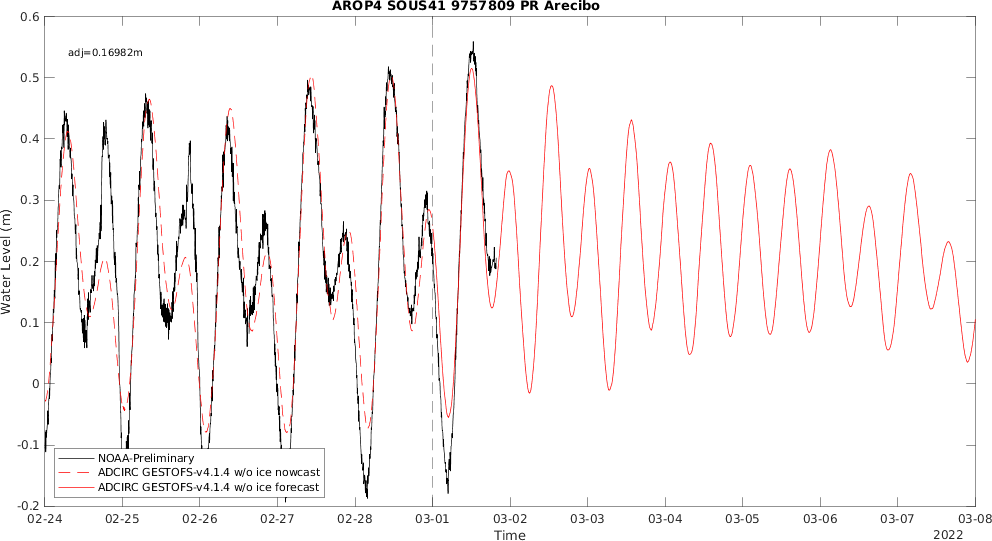 AROP4 SOUS41 9757809 PR Arecibo
adj=0.16982m
Water Level (m)
0.6
0.5
0.4
0.3
0.2
0.1
0
-0.1
-0.2
NOAA-Preliminary
ADCIRC GESTOFS-v4.1.4 w/o ice nowcast
ADCIRC GESTOFS-v4.1.4 w/o ice forecast
02-24 02-25 02-26 02-27 02-28 03-01 03-02 03-03 03-04 03-05 03-06 03-07 03-08
Time
2022